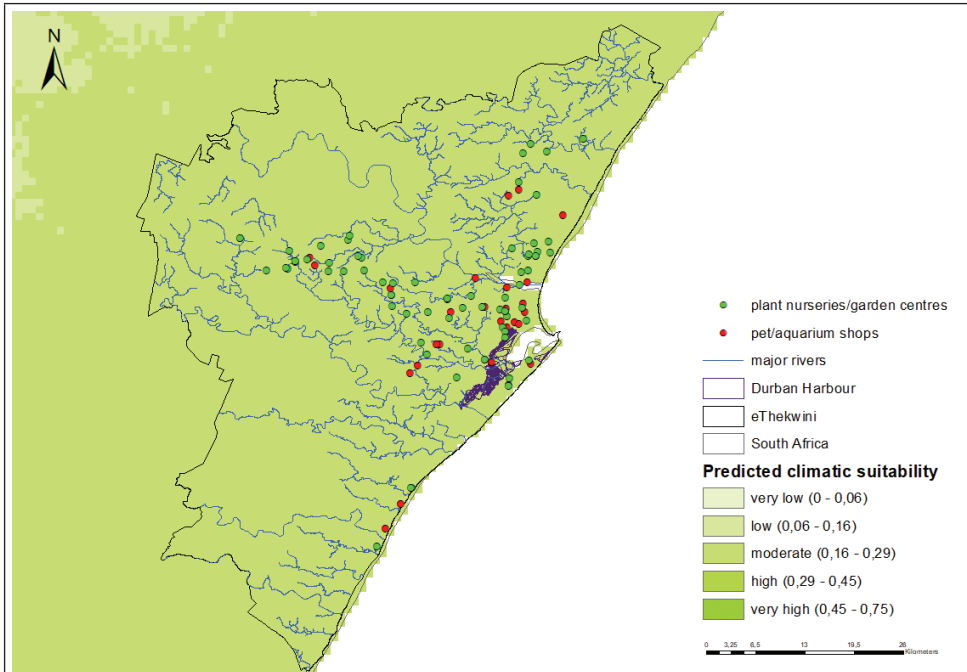 N
plant nurseries/garden centres
pet/aquarium shops
major rivers
Durban Harbour
eThekwini
South Africa
Predicted climatic suitability
very low (0 - 0,06)
low (0,06 - 0,16)
moderate (0,16 - 0,29)
high (0,29 - 0,45)
very high (0,45 - 0,75)
0 3,25 6,5 13 19,5 26
Kilometers